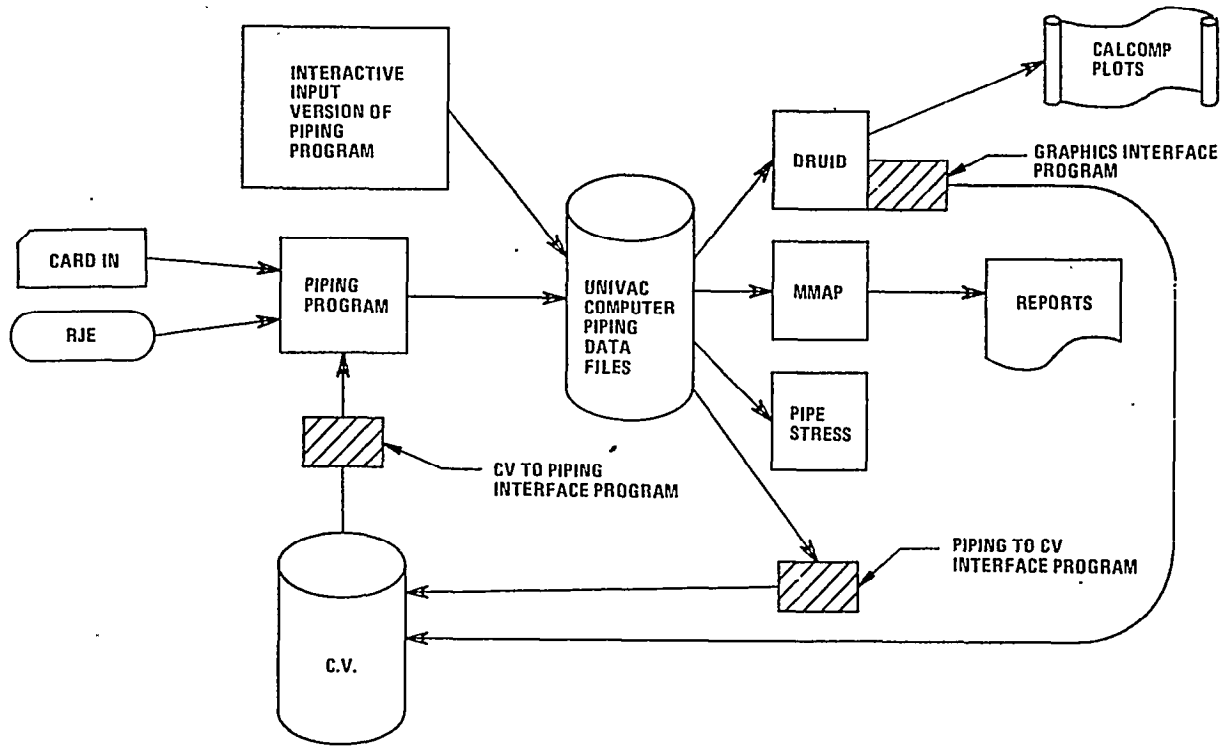 INTERACTIVE
INPUT
VERSION OF
PIPING
PROGRAM
CALCOMP
PLOTS
DRUID
GRAPHICS INTERFACE
PROGRAM
CARD IN
RJE
PIPING
PROGRAM
UNIVAC
COMPUTER
PIPING
DATA
FILES
MMAP
REPORTS
PIPE
STRESS
CV TO PIPING
INTERFACE PROGRAM
PIPING TO CV
INTERFACE PROGRAM
C.V.